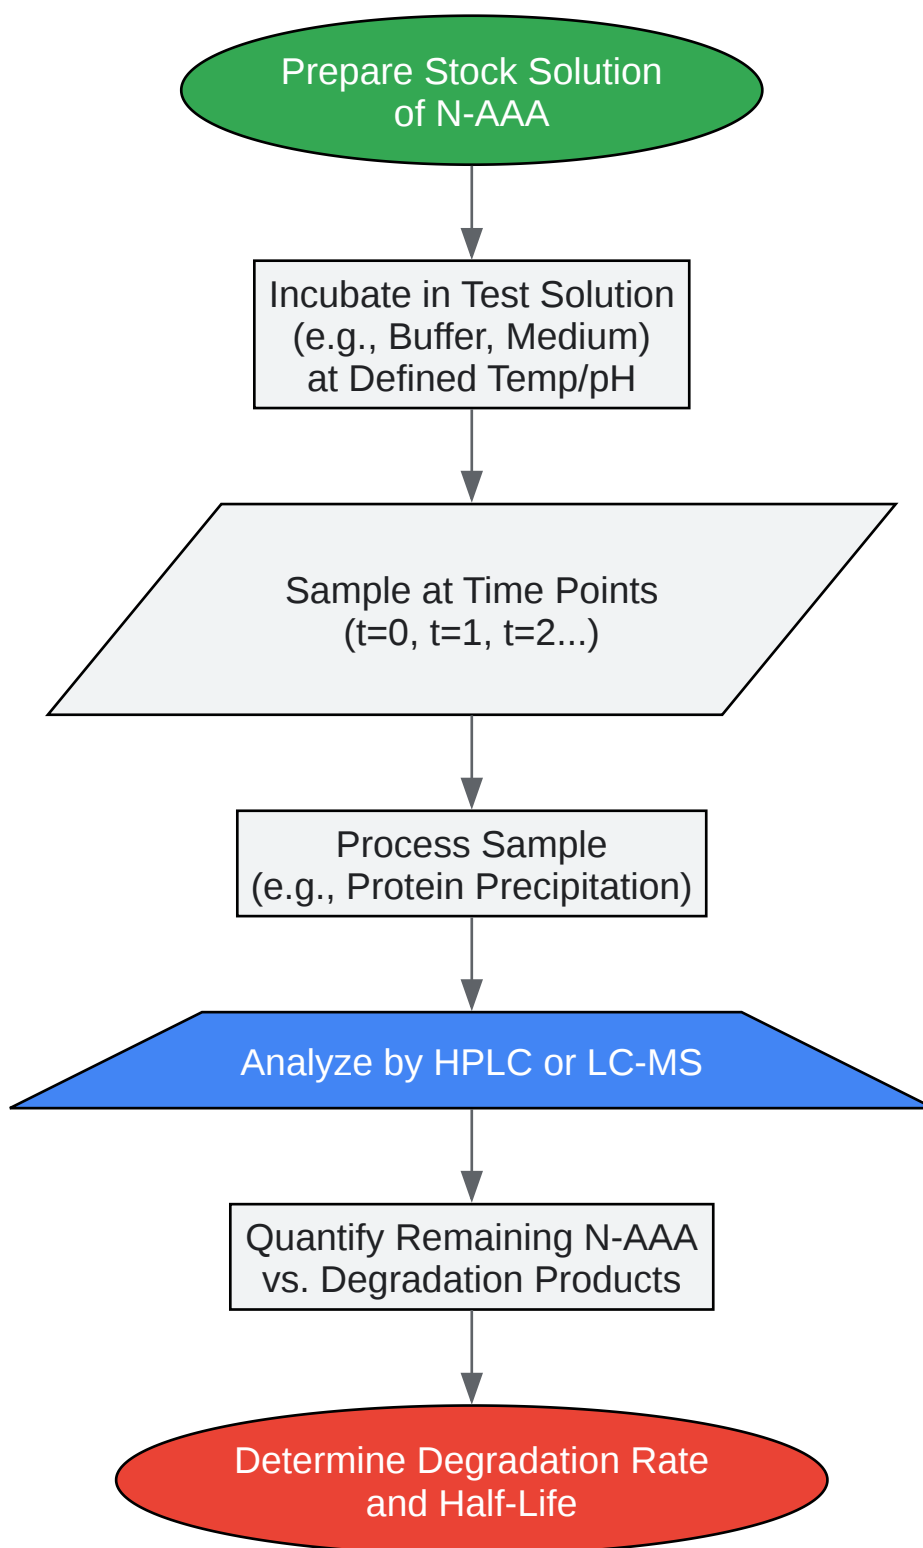 Prepare Stock Solution
of N-AAA
Incubate in Test Solution
(e.g., Buffer, Medium)
at Defined Temp/pH
Sample at Time Points
(t=0, t=1, t=2...)
Process Sample
(e.g., Protein Precipitation)
Analyze by HPLC or LC-MS
Quantify Remaining N-AAA
vs. Degradation Products
Determine Degradation Rate
and Half-Life